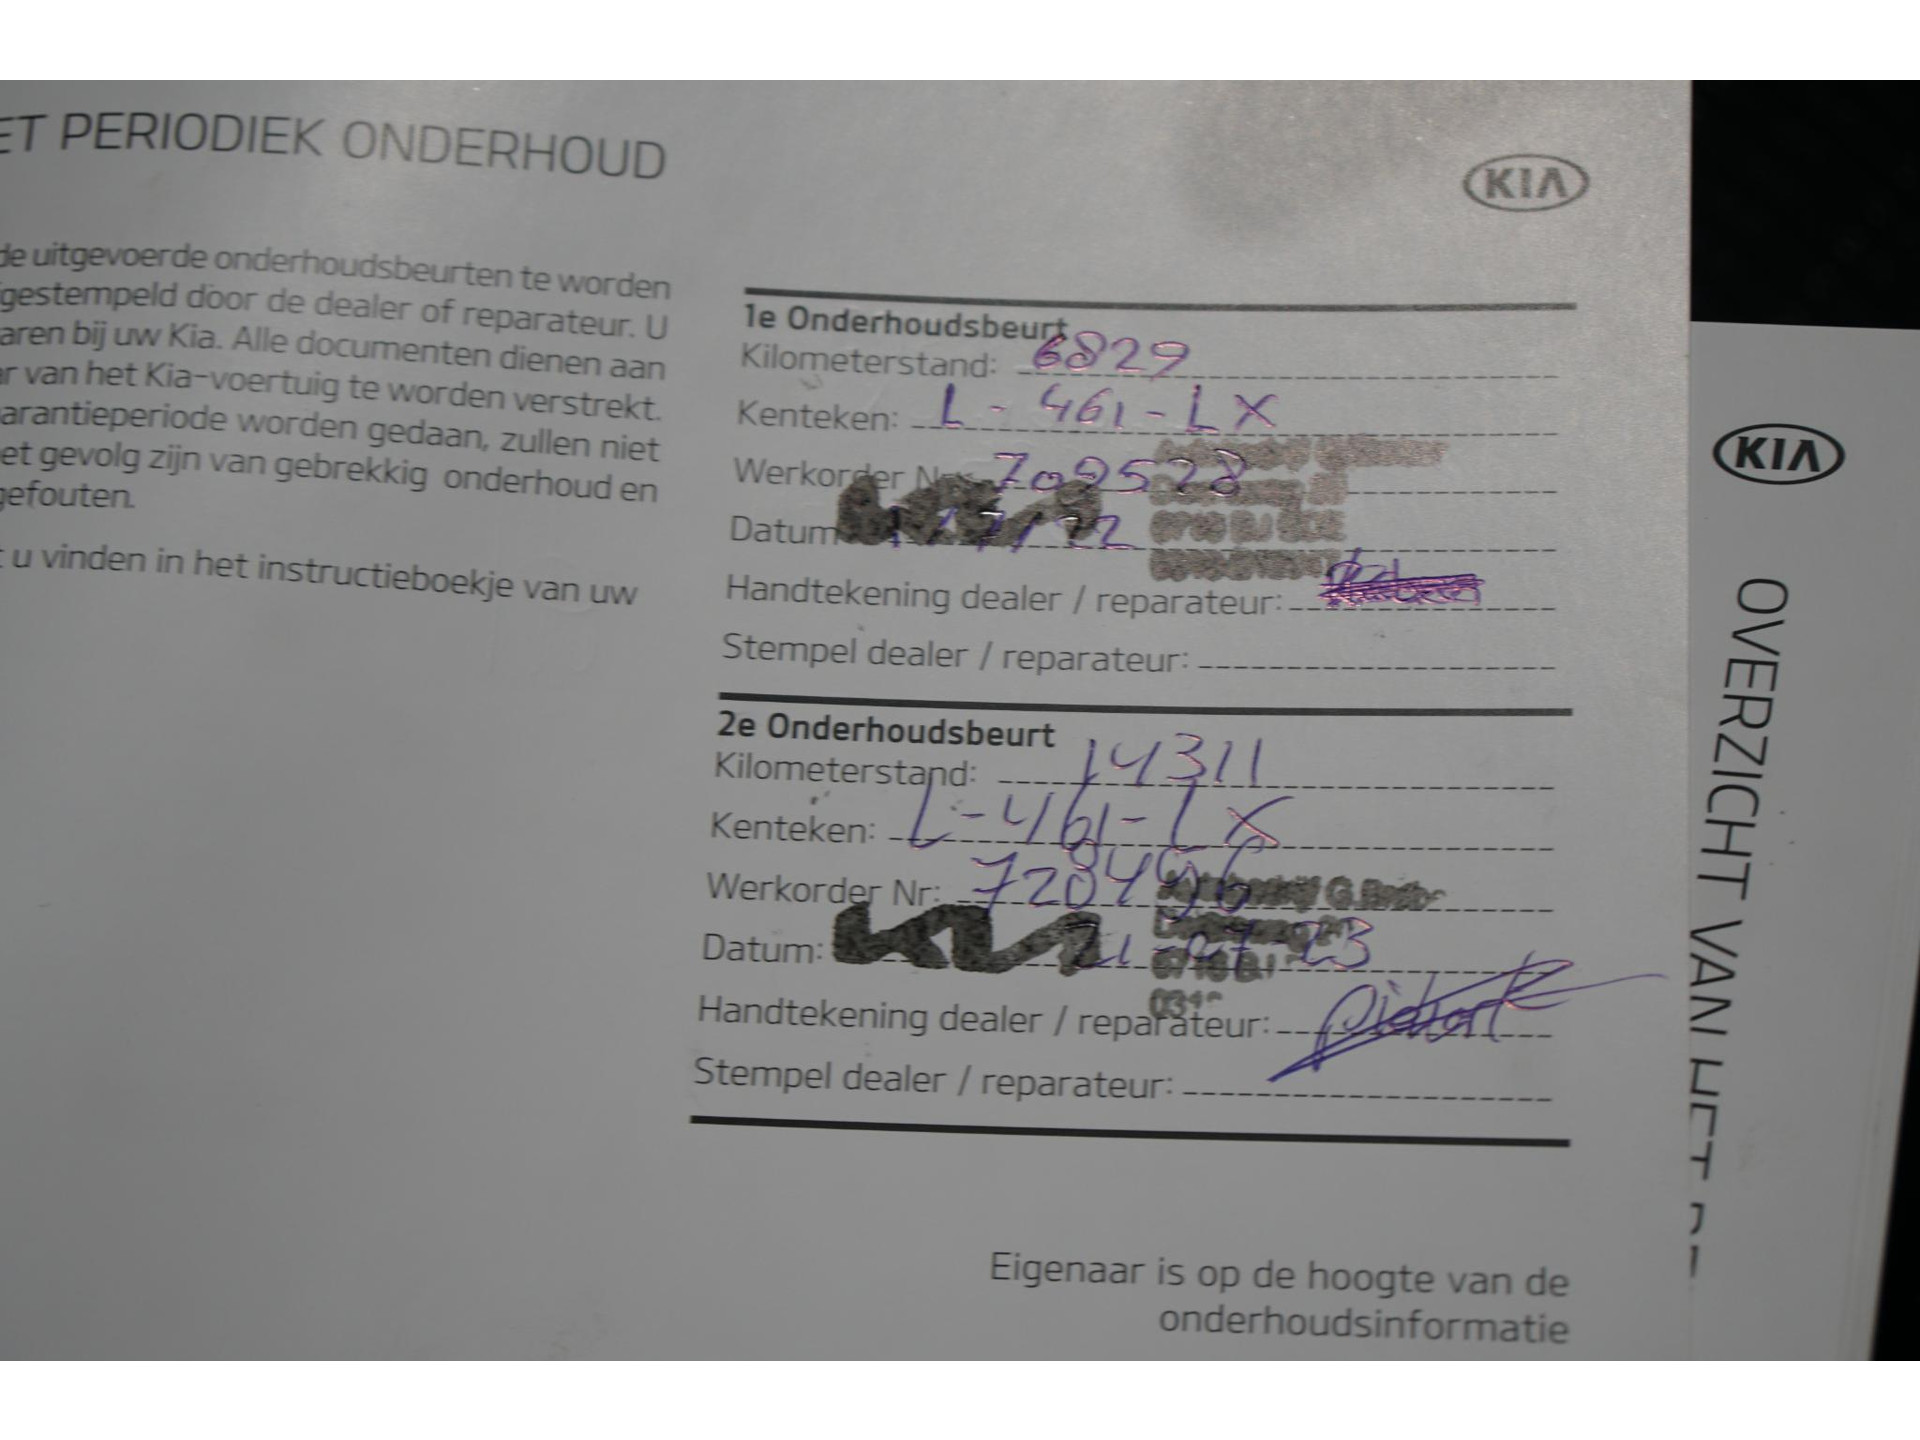 ET PERIODIEK ONDERHOUD
KIA
de uitgevoerde onderhoudsbeurten te worden
gestempeld door de dealer of reparateur. U
aren bij uw Kia. Alle documenten dienen aan
r van het Kia-voertuig te worden verstrekt.
arantieperiode worden gedaan, zullen niet
et gevolg zijn van gebrekkig onderhoud en
gefouten.
t u vinden in het instructieboekje van uw
1e Onderhoudsbeurt
Kilometerstand: 6829
Kenteken: L-461-LX
Werkorder Nr: 709528
Datum
Handtekening dealer / reparateur:
Stempel dealer / reparateur:
2e Onderhoudsbeurt
Kilometerstand: 14311
Kenteken: L-461-LX
Werkorder Nr: 728496
Datum: 21-07-23
Handtekening dealer / reparateur:
Stempel dealer / reparateur:
Eigenaar is op de hoogte van de
onderhoudsinformatie
KIA
OVERZICHT VAN HET